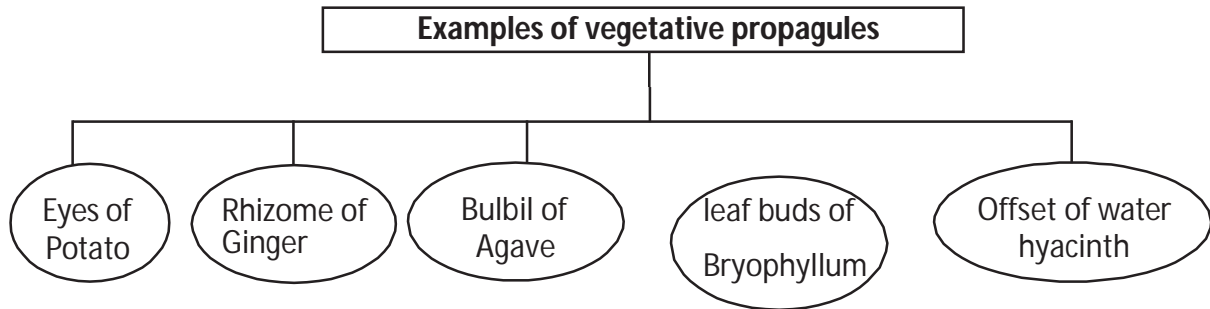 Examples of vegetative propagules
Eyes of
Potato
Rhizome of
Ginger
Bulbil of
Agave
leaf buds of
Bryophyllum
Offset of water
hyacinth